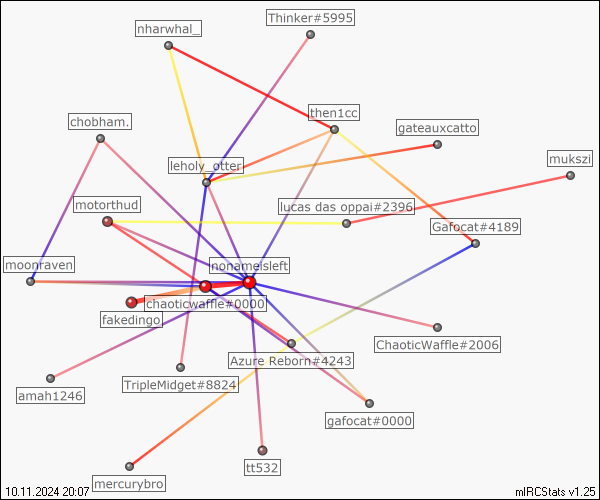 Thinker#5995
nharwhal_
then1cc
chobham.
gateauxcatto
mukszi
leholy_otter
motorthud
lucas das oppai#2396
Gafocat#4189
moonraven
nonameisleft
chaoticwaffle#0000
fakedingo
ChaoticWaffle#2006
Azure Reborn#4243
TripleMidget#8824
amah1246
gafocat#0000
tt532
mercurybro
10.11.2024 20:07
mIRCStats v1.25